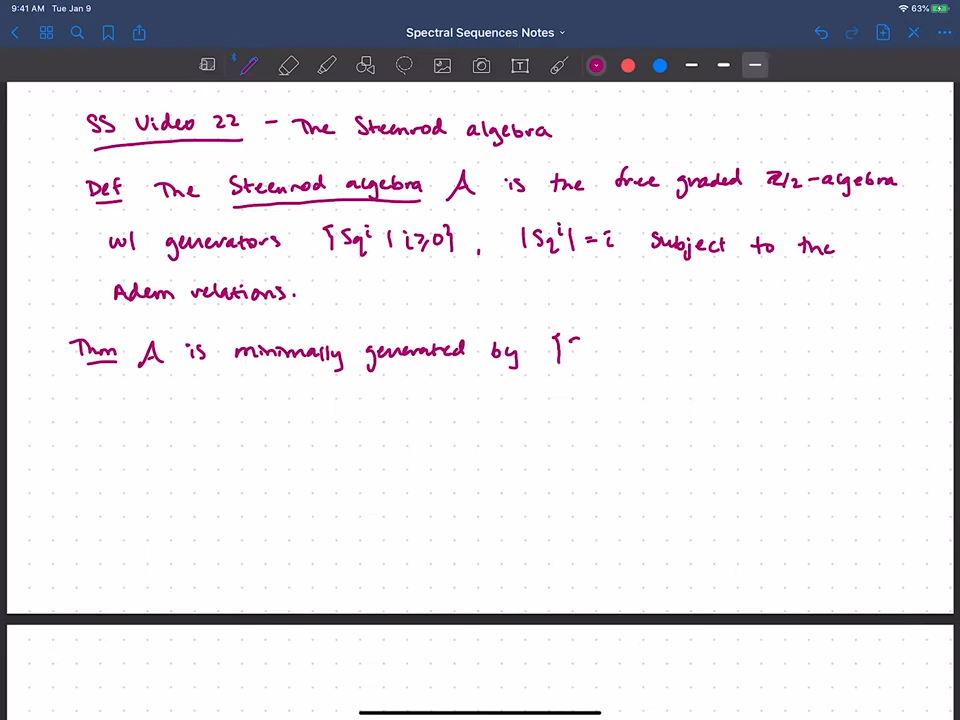 9:41 AM Tue Jan 9
63%
Spectral Sequences Notes
SS Video 22 - The Steenrod algebra
Def The Steenrod algebra A is the free graded Z/2-algebra
w/ generators {Sq^i | i≥0}, |Sq^i| = i subject to the
Adem relations.
Thm A is minimally generated by {